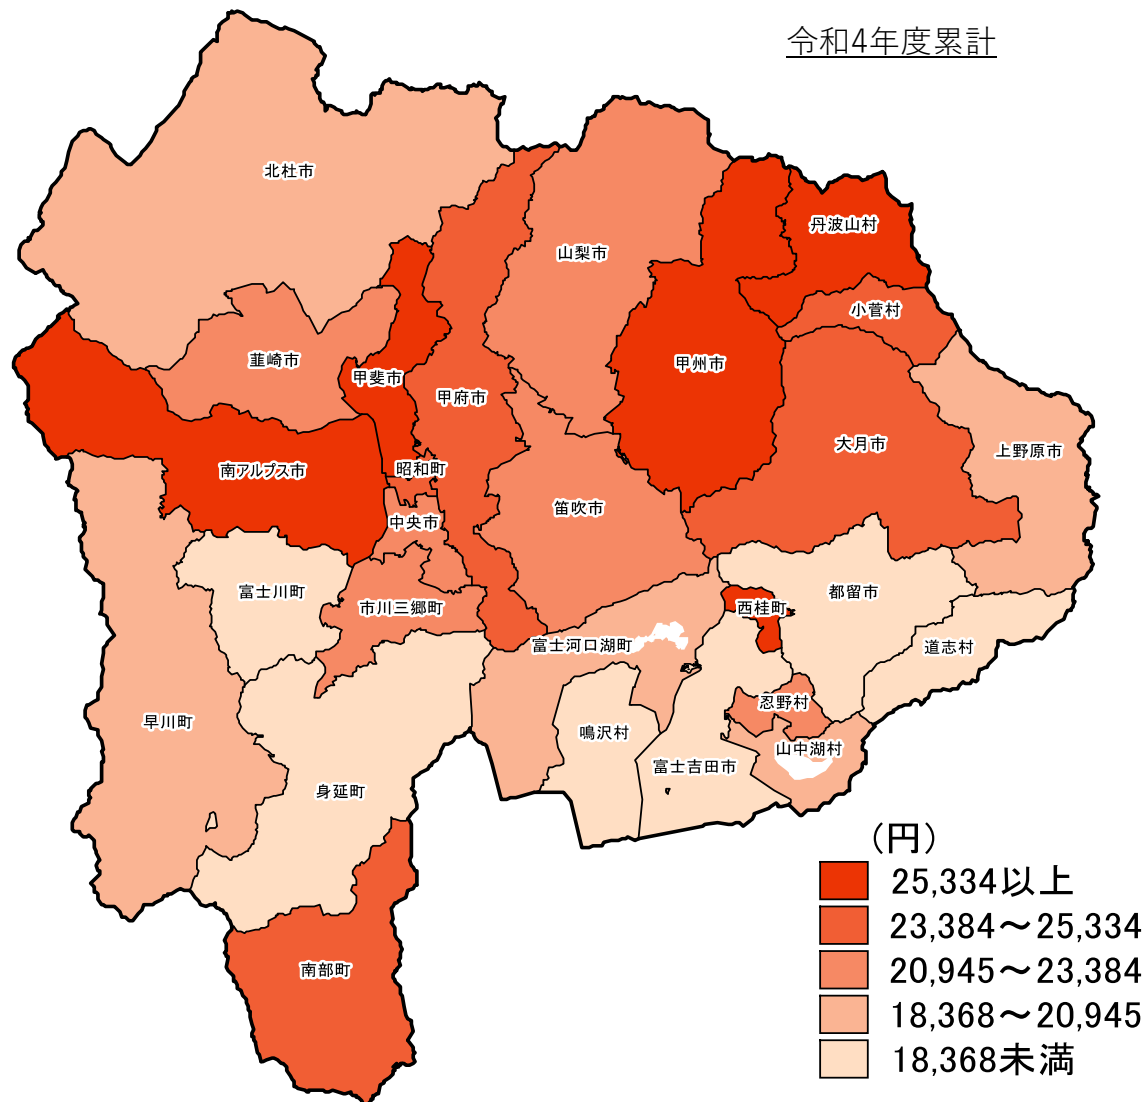 令和4年度累計
北杜市
丹波山村
山梨市
小菅村
韮崎市
甲州市
甲斐市
甲府市
大月市
上野原市
南アルプス市
昭和町
笛吹市
中央市
富士川町
都留市
市川三郷町
西桂町
富士河口湖町
道志村
忍野村
早川町
鳴沢村
山中湖村
富士吉田市
身延町
南部町
(円)
25,334以上
23,384～25,334
20,945～23,384
18,368～20,945
18,368未満